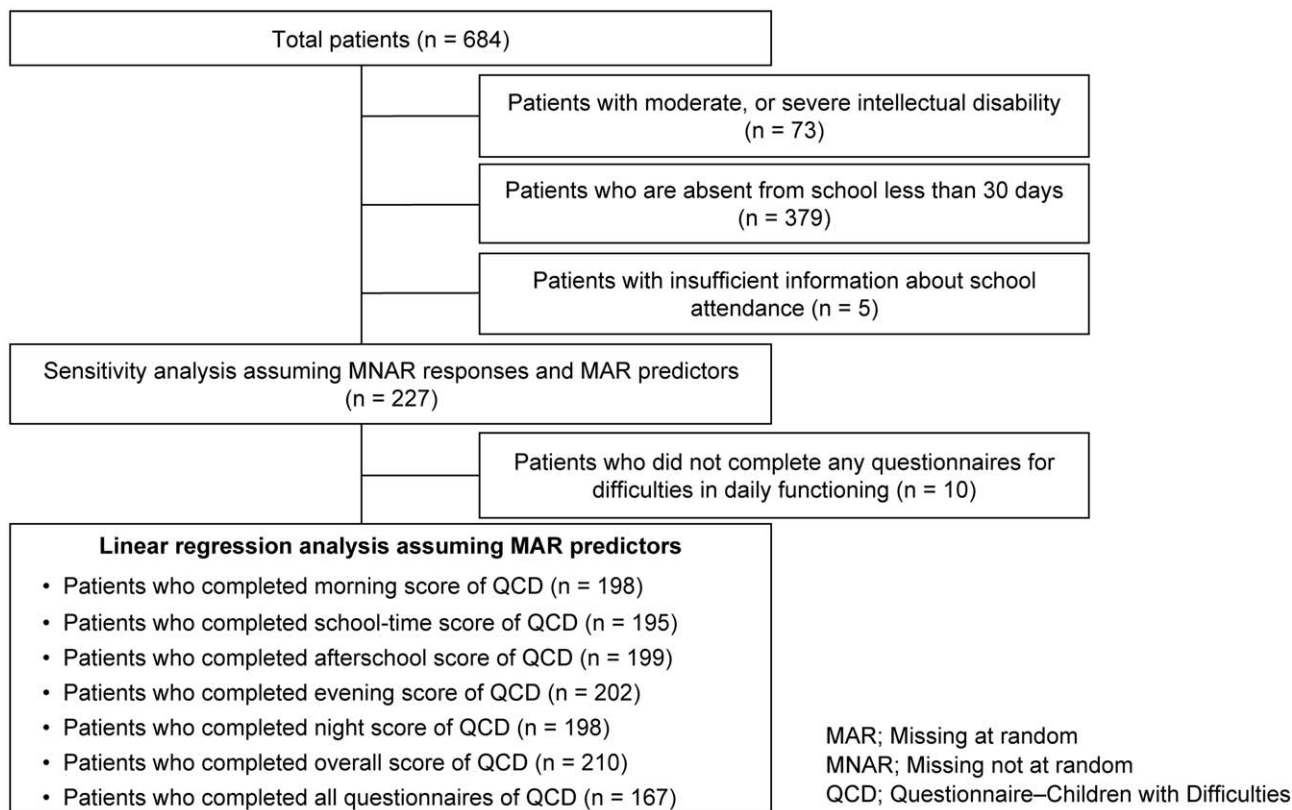 Total patients (n = 684)
Patients with moderate, or severe intellectual disability
(n = 73)
Patients who are absent from school less than 30 days
(n = 379)
Patients with insufficient information about school
attendance (n = 5)
Sensitivity analysis assuming MNAR responses and MAR predictors
(n = 227)
Patients who did not complete any questionnaires for
difficulties in daily functioning (n = 10)
Linear regression analysis assuming MAR predictors
• Patients who completed morning score of QCD (n = 198)
• Patients who completed school-time score of QCD (n = 195)
• Patients who completed afterschool score of QCD (n = 199)
• Patients who completed evening score of QCD (n = 202)
• Patients who completed night score of QCD (n = 198)
• Patients who completed overall score of QCD (n = 210)
• Patients who completed all questionnaires of QCD (n = 167)
MAR; Missing at random
MNAR; Missing not at random
QCD; Questionnaire–Children with Difficulties